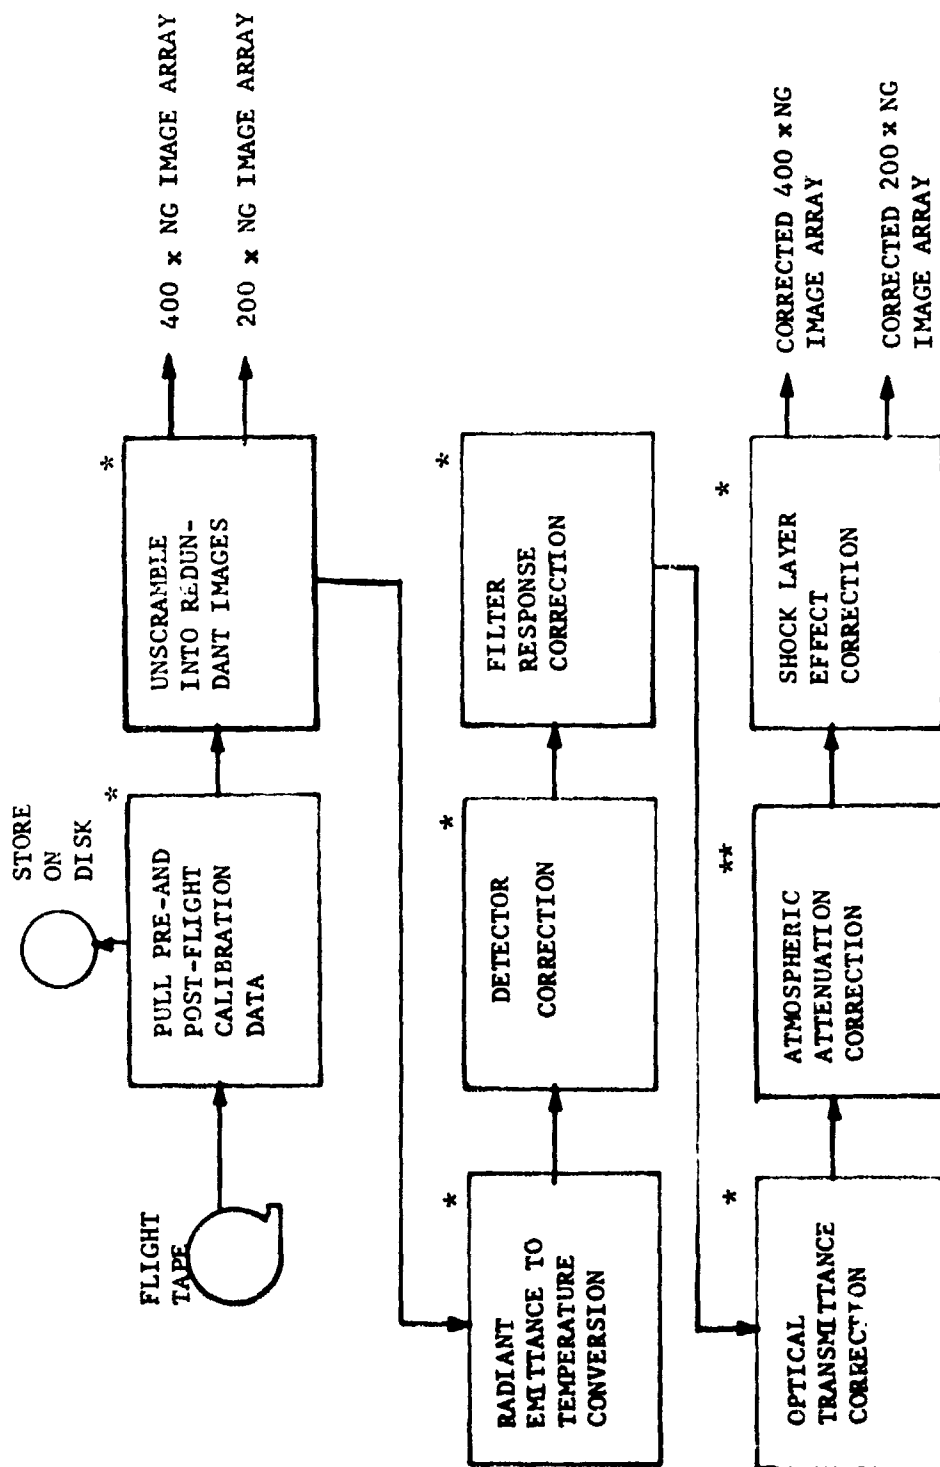 FLIGHT
TAPE
STORE
ON
DISK
PULL PRE-AND
POST-FLIGHT
CALIBRATION
DATA
*
UNSCRAMBLE
INTO REDUN-
DANT IMAGES
*
400 x NG IMAGE ARRAY
200 x NG IMAGE ARRAY
RADIANT
EMITTANCE TO
TEMPERATURE
CONVERSION
*
DETECTOR
CORRECTION
*
FILTER
RESPONSE
CORRECTION
*
OPTICAL
TRANSMITTANCE
CORRECTION
*
ATMOSPHERIC
ATTENUATION
CORRECTION
**
SHOCK LAYER
EFFECT
CORRECTION
*
CORRECTED 400 x NG
IMAGE ARRAY
CORRECTED 200 x NG
IMAGE ARRAY